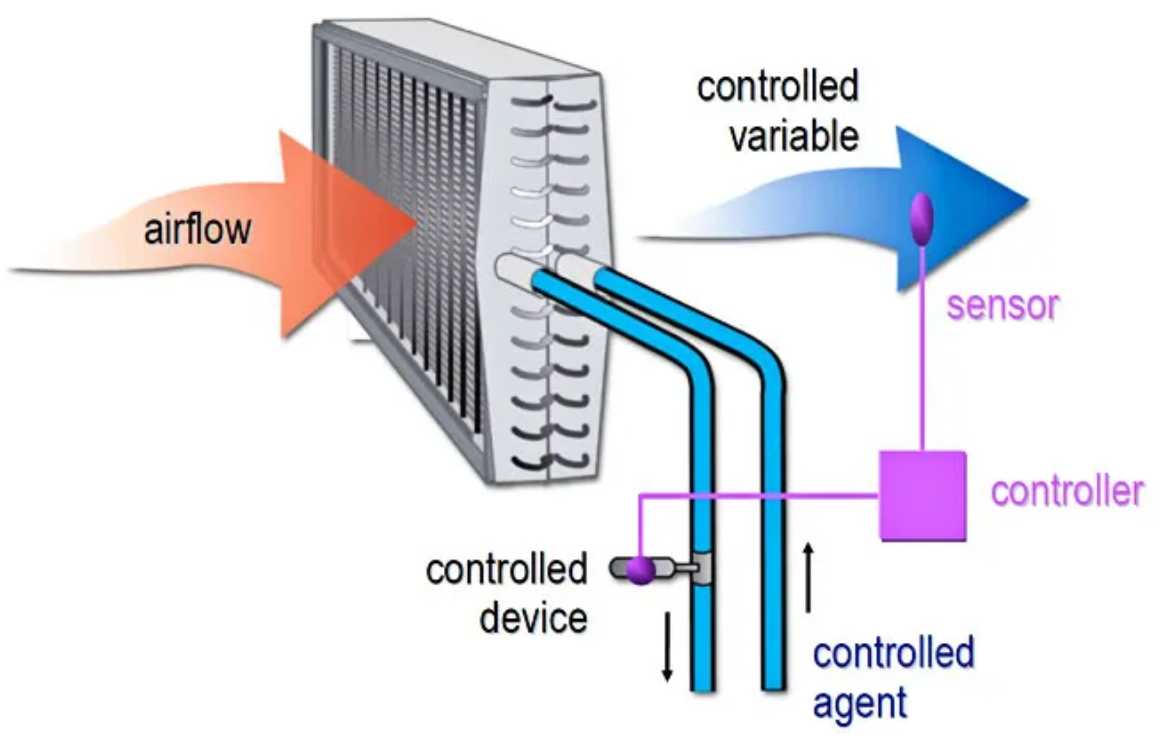 controlled
variable
airflow
sensor
controller
controlled
device
controlled
agent